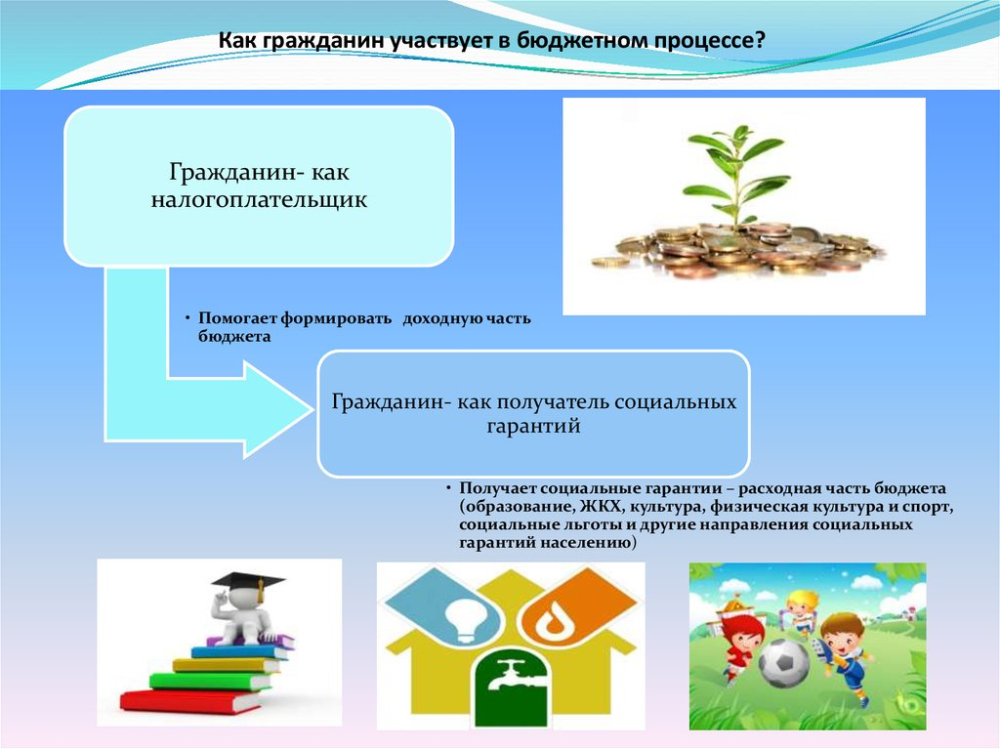 Как гражданин участвует в бюджетном процессе?
Гражданин- как
налогоплательщик
• Помогает формировать доходную часть
бюджета
Гражданин- как получатель социальных
гарантий
• Получает социальные гарантии – расходная часть бюджета
(образование, ЖКХ, культура, физическая культура и спорт,
социальные льготы и другие направления социальных
гарантий населению)